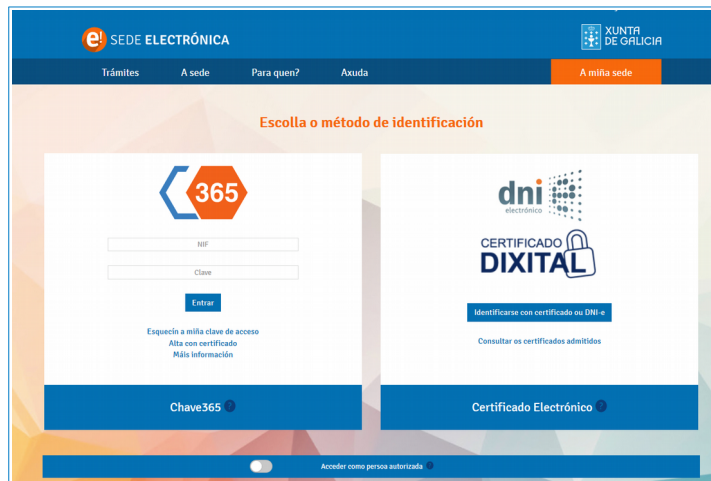 e! SEDE ELECTRÓNICA
XUNTA
DE GALICIA
Trámites A sede Para quen? Axuda A miña sede
Escolla o método de identificación
365
NIF
Clave
Entrar
Esquecín a miña clave de acceso
Alta con certificado
Máis información
Chave365 ?
dni
electrónico
CERTIFICADO
DIXITAL
Identificarse con certificado ou DNI-e
Consultar os certificados admitidos
Certificado Electrónico ?
Acceder como persoa autorizada ?